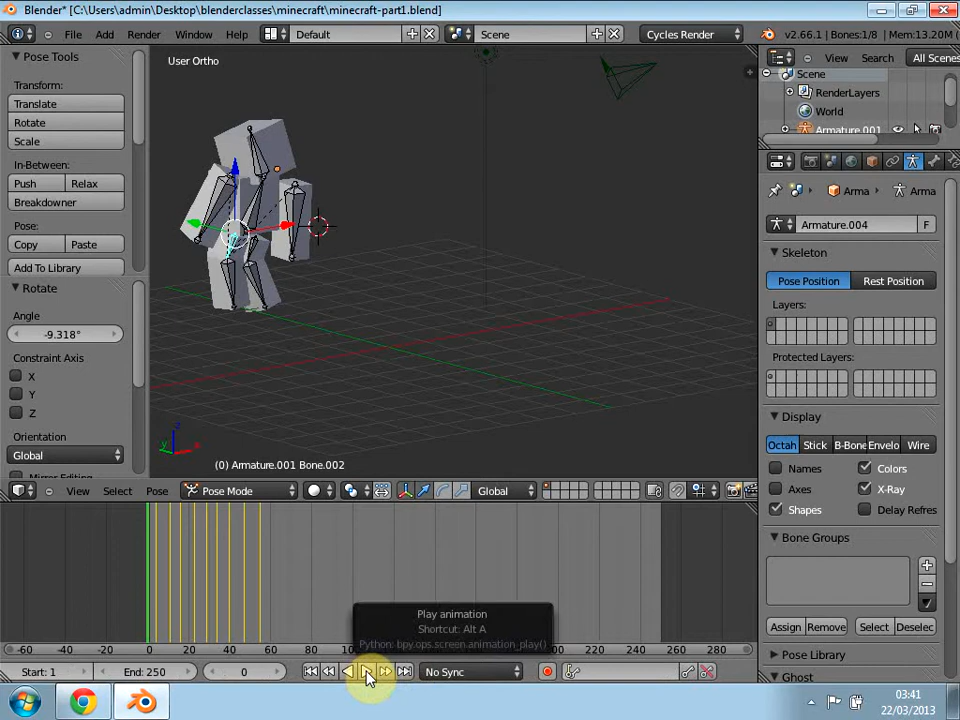 Blender* [C:\Users\admin\Desktop\blenderclasses\minecraft\minecraft-part1.blend]
File Add Render Window Help Default Scene Cycles Render v2.66.1 | Bones:1/8 | Mem:13.20M
Pose Tools
Transform:
Translate
Rotate
Scale
In-Between:
Push Relax
Breakdowner
Pose:
Copy Paste
Add To Library
Rotate
Angle
-9.318°
Constraint Axis
X
Y
Z
Orientation
Global
User Ortho
z
y x
(0) Armature.001 Bone.002
View Select Pose Pose Mode Global
View Search All Scenes
Scene
RenderLayers
World
Armature.001
Arma Arma
Armature.004 F
Skeleton
Pose Position Rest Position
Layers:
Protected Layers:
Display
Octah Stick B-Bone Envelo Wire
Names Colors
Axes X-Ray
Shapes Delay Refres
Bone Groups
Assign Remove Select Deselec
Pose Library
Ghost
Play animation
Shortcut: Alt A
Python: bpy.ops.screen.animation_play()
-60 -40 -20 0 20 40 60 80 220 240 260 280
Start: 1 End: 250 0 No Sync
03:41
22/03/2013